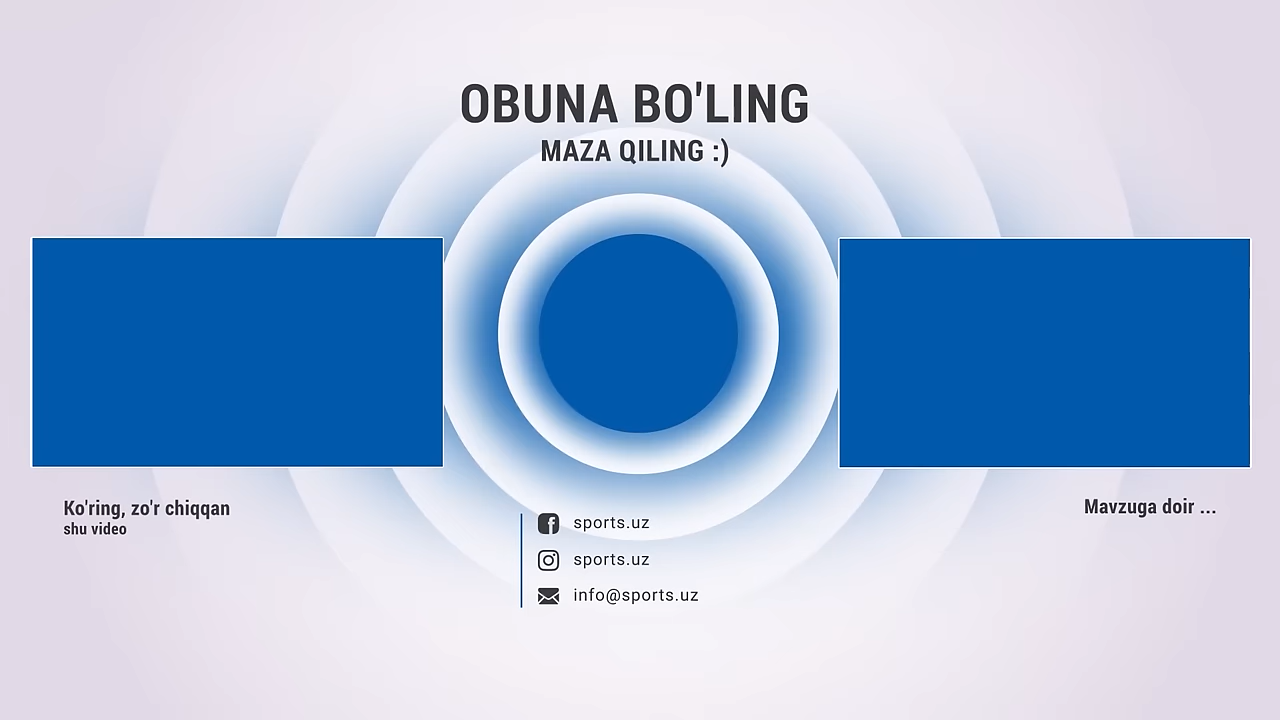 OBUNA BO'LING
MAZA QILING :)
Ko'ring, zo'r chiqqan
shu video
Mavzuga doir ...
sports.uz
sports.uz
info@sports.uz